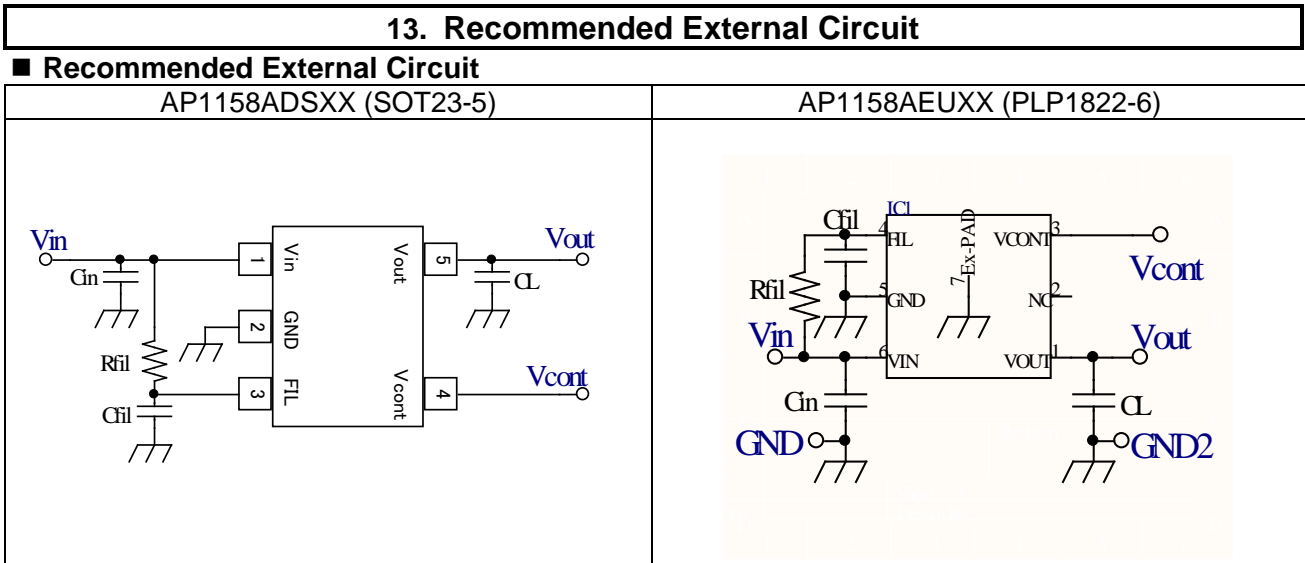 13. Recommended External Circuit
■ Recommended External Circuit
AP1158ADSXX (SOT23-5)
AP1158AEUXX (PLP1822-6)
Vin
Cin
Rfil
Cfil
1
Vin
2
GND
3
FIL
Vout
5
Vcont
4
Vout
CL
Vcont
IC1
Cfil
4
FIL
Rfil
5
GND
Vin
6
VIN
Cin
GND
7
Ex-PAD
VCONT
3
Vcont
NC
2
VOUT
1
Vout
CL
GND2